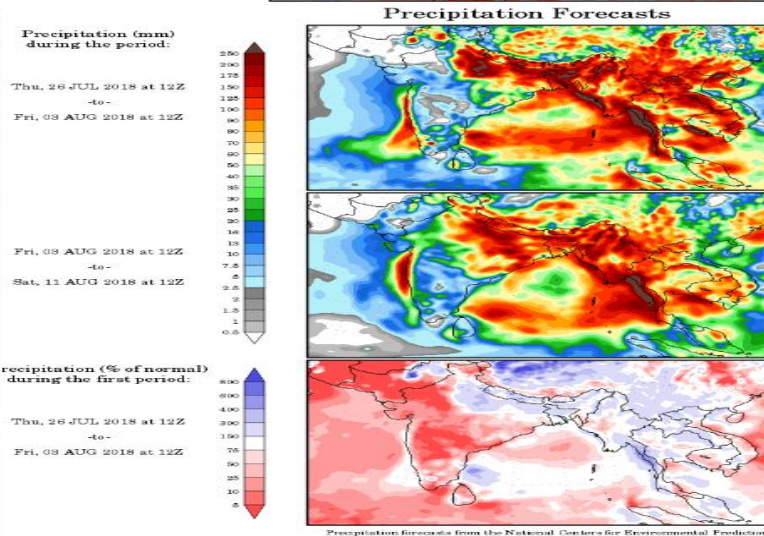 Precipitation Forecasts
Precipitation (mm)
during the period:
Thu, 26 JUL 2018 at 12Z
-to-
Fri, 03 AUG 2018 at 12Z
Fri, 03 AUG 2018 at 12Z
-to-
Sat, 11 AUG 2018 at 12Z
250
200
175
150
125
100
90
80
70
60
50
40
35
30
25
20
16
13
10
7.5
5
2.5
2
1.5
1
0.5
recipitation (% of normal)
during the first period:
Thu, 26 JUL 2018 at 12Z
-to-
Fri, 03 AUG 2018 at 12Z
800
600
400
200
150
75
50
25
10
5
Precipitation forecasts from the National Centers for Environmental Prediction